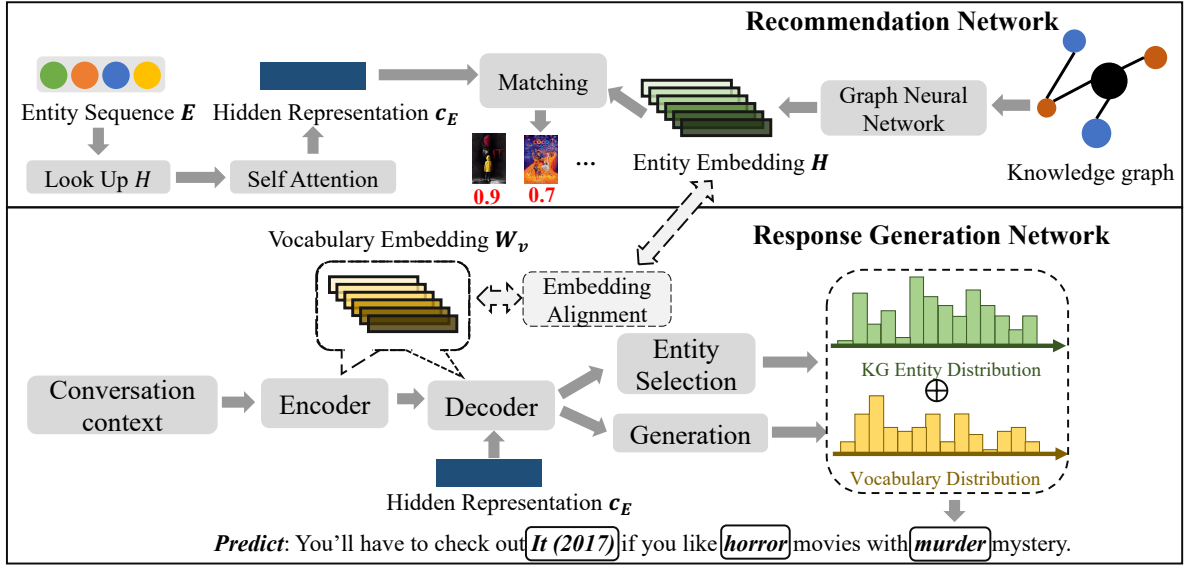 Recommendation Network
Entity Sequence E
Hidden Representation c_E
Matching
Graph Neural
Network
Look Up H
Self Attention
0.9
COCO
0.7
...
Entity Embedding H
Knowledge graph
Response Generation Network
Vocabulary Embedding W_v
Embedding
Alignment
Conversation
context
Encoder
Decoder
Entity
Selection
Generation
KG Entity Distribution
⊕
Vocabulary Distribution
Hidden Representation c_E
Predict: You'll have to check out It (2017) if you like horror movies with murder mystery.